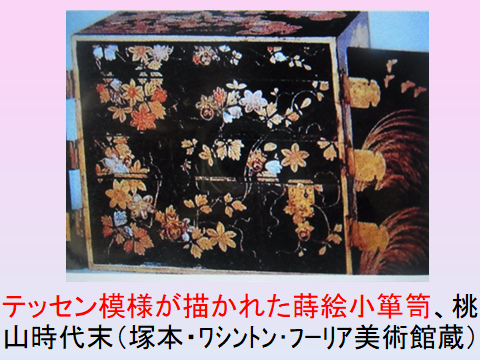 テッセン模様が描かれた蒔絵小箪笥、桃
山時代末（塚本・ワシントン・フーリア美術館蔵）